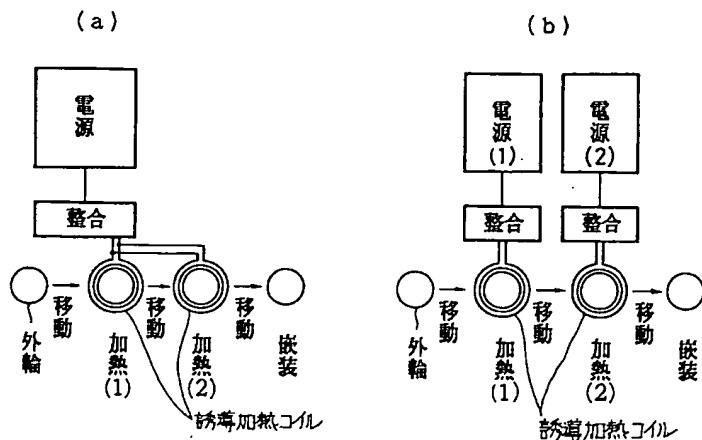 (a)
電源
整合
移動
移動
移動
外輪
加熱(1)
加熱(2)
嵌装
誘導加熱コイル
(b)
電源(1)
電源(2)
整合
整合
移動
移動
移動
外輪
加熱(1)
加熱(2)
嵌装
誘導加熱コイル